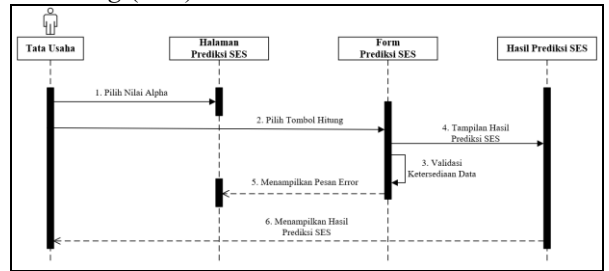 Tata Usaha
Halaman
Prediksi SES
Form
Prediksi SES
Hasil Prediksi SES
1. Pilih Nilai Alpha
2. Pilih Tombol Hitung
4. Tampilan Hasil
Prediksi SES
3. Validasi
Ketersediaan Data
5. Menampilkan Pesan Error
6. Menampilkan Hasil
Prediksi SES